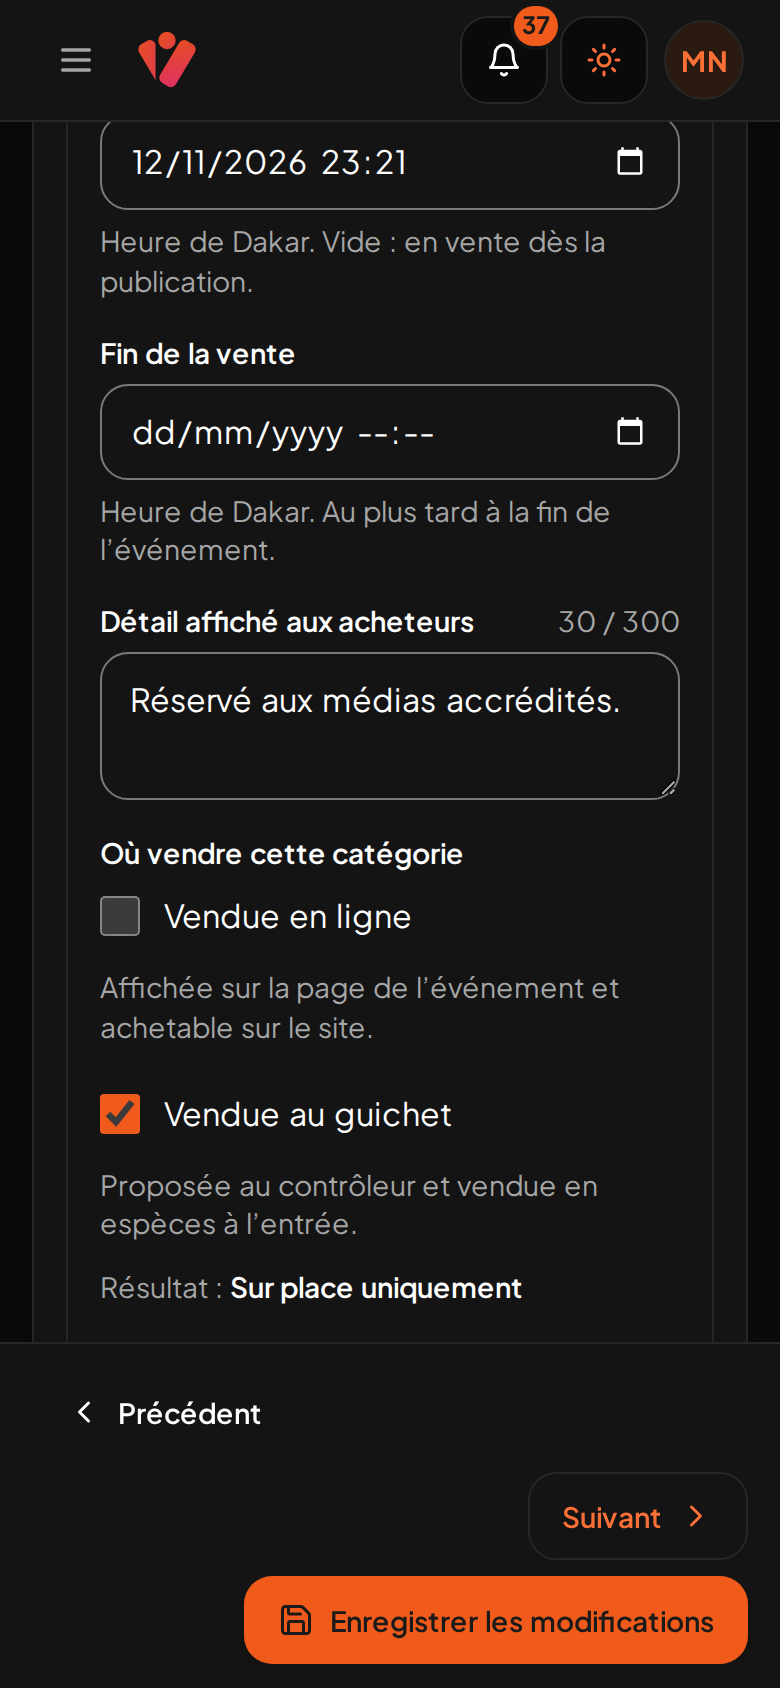 37
MN
12/11/2026 23:21
Heure de Dakar. Vide : en vente dès la
publication.
Fin de la vente
dd/mm/yyyy --:--
Heure de Dakar. Au plus tard à la fin de
l’événement.
Détail affiché aux acheteurs 30 / 300
Réservé aux médias accrédités.
Où vendre cette catégorie
Vendue en ligne
Affichée sur la page de l’événement et
achetable sur le site.
Vendue au guichet
Proposée au contrôleur et vendue en
espèces à l’entrée.
Résultat : Sur place uniquement
Précédent
Suivant
Enregistrer les modifications